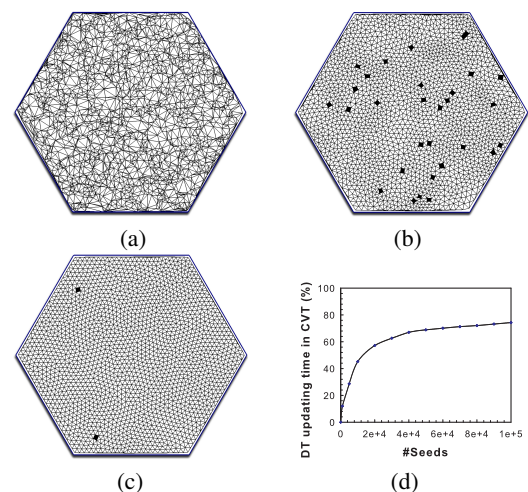 (a)
(b)
(c)
DT updating time in CVT (%)
100
80
60
40
20
0
0
2e+4
4e+4
6e+4
8e+4
1e+5
#Seeds
(d)